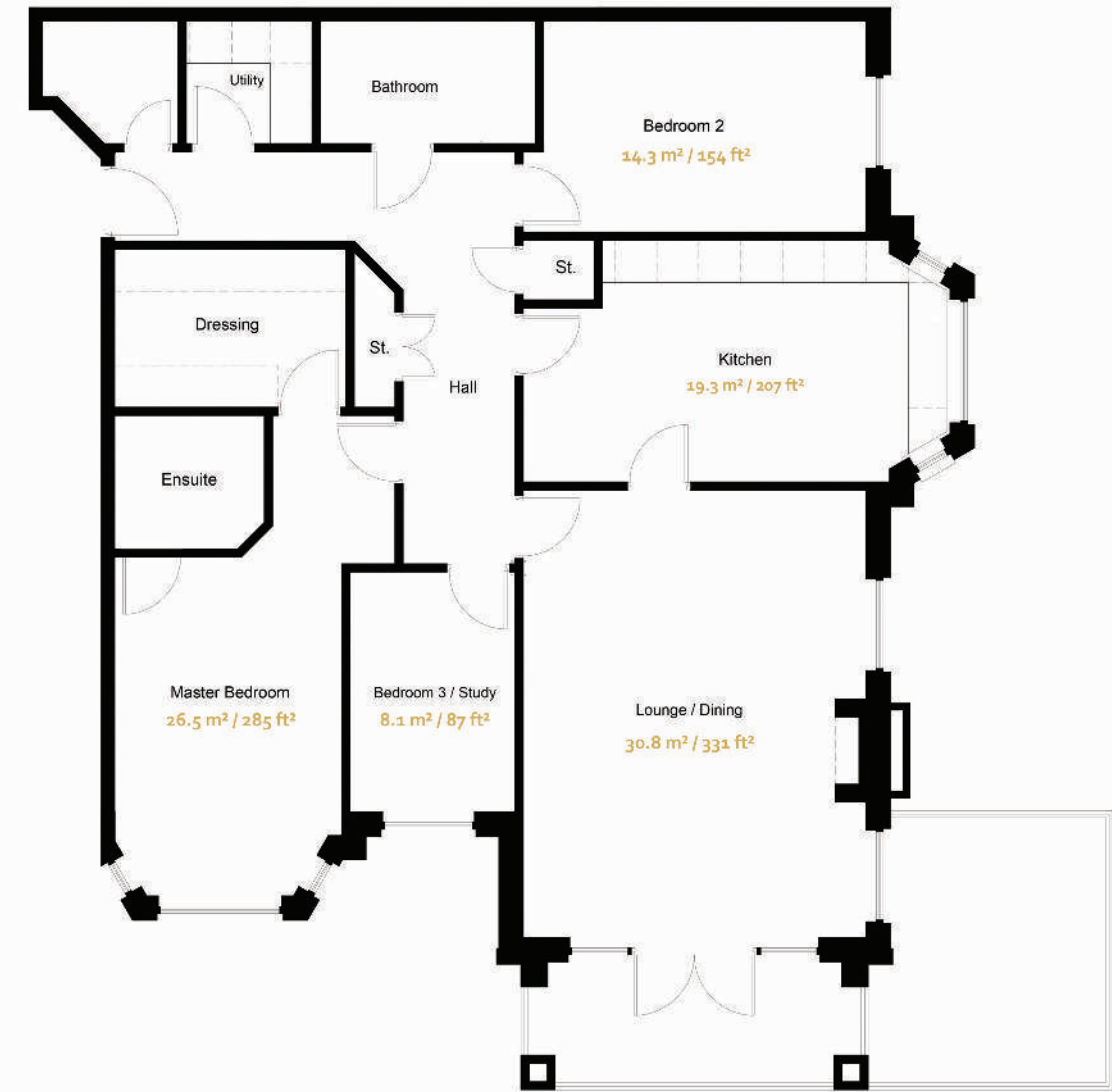 Utility
Bathroom
Bedroom 2
14.3 m² / 154 ft²
St.
Dressing
St.
Hall
Kitchen
19.3 m² / 207 ft²
Ensuite
Master Bedroom
26.5 m² / 285 ft²
Bedroom 3 / Study
8.1 m² / 87 ft²
Lounge / Dining
30.8 m² / 331 ft²